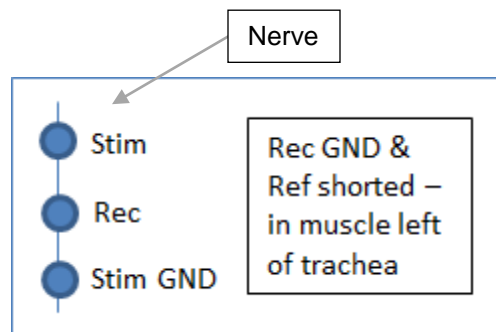 Nerve
Stim
Rec
Stim GND
Rec GND &
Ref shorted –
in muscle left
of trachea